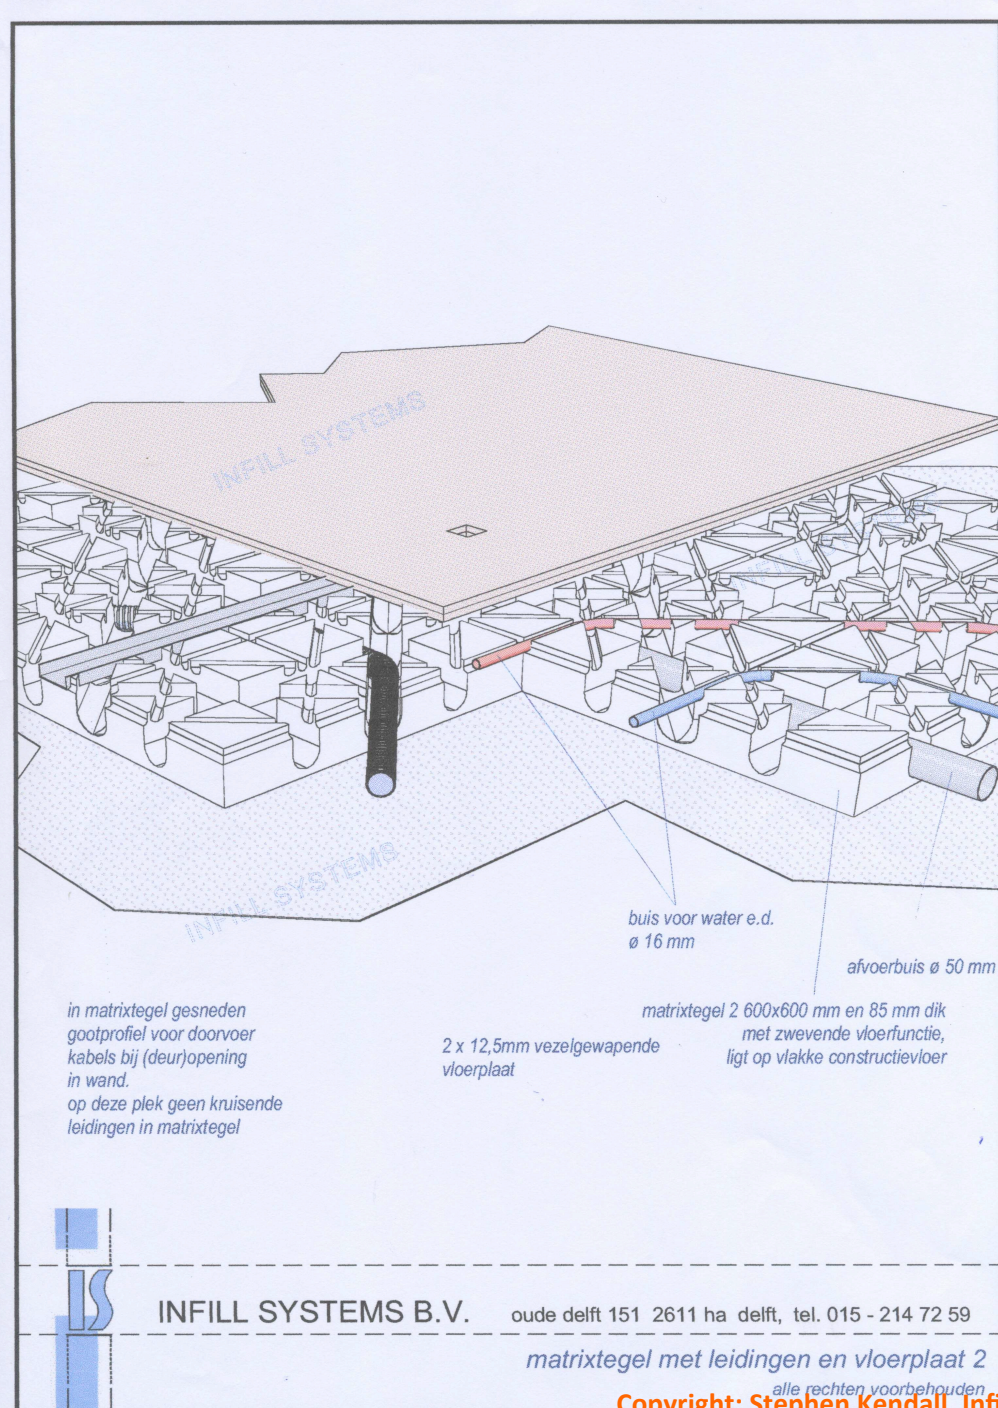 INFILL SYSTEMS
INFILL SYSTEMS
INFILL SYSTEMS
buis voor water e.d.
ø 16 mm
afvoerbuis ø 50 mm
matrixtegel 2 600x600 mm en 85 mm dik
met zwevende vloerfunctie,
ligt op vlakke constructievloer
2 x 12,5mm vezelgewapende
vloerplaat
in matrixtegel gesneden
gootprofiel voor doorvoer
kabels bij (deur)opening
in wand.
op deze plek geen kruisende
leidingen in matrixtegel
IS
INFILL SYSTEMS B.V.
oude delft 151 2611 ha delft, tel. 015 - 214 72 59
matrixtegel met leidingen en vloerplaat 2
alle rechten voorbehouden
Copyright: Stephen Kendall, Infi